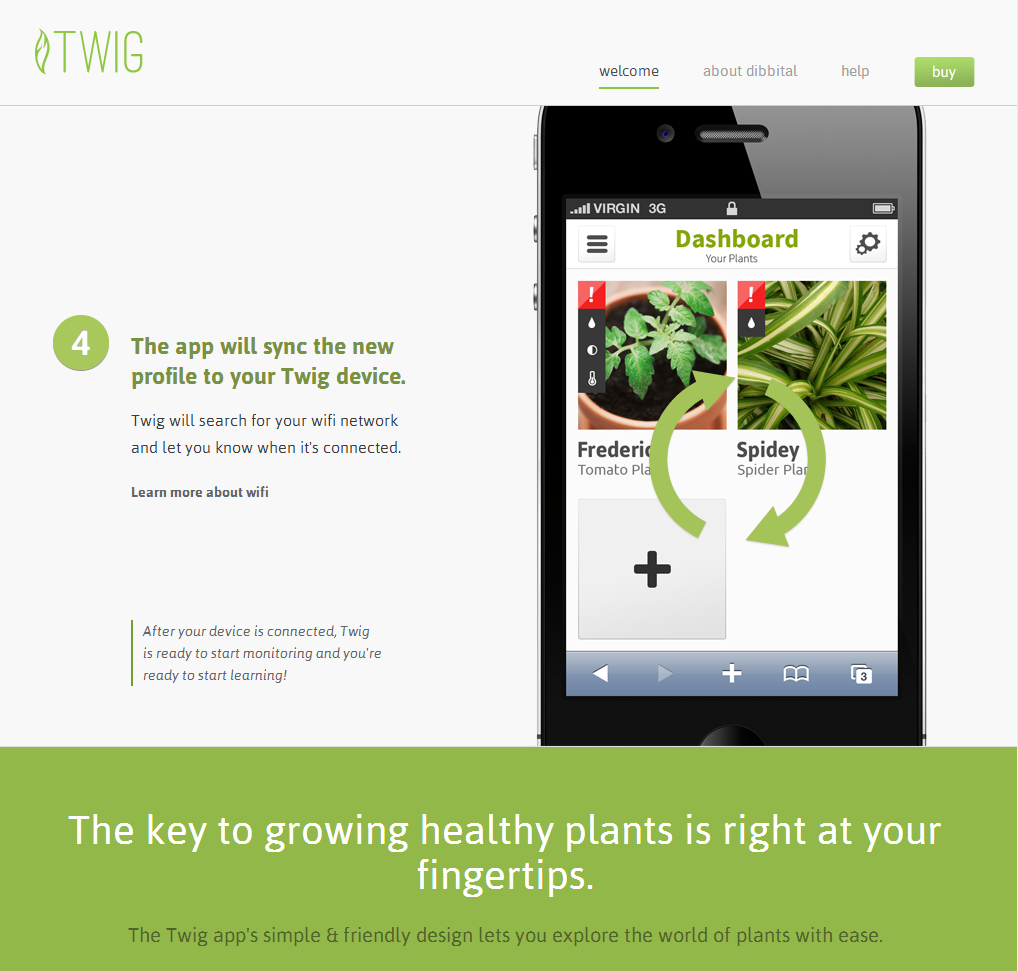 TWIG
welcome
about dibbital
help
buy
VIRGIN 3G
Dashboard
Your Plants
!
!
Spidey
4
The app will sync the new
profile to your Twig device.
Twig will search for your wifi network
and let you know when it's connected.
Learn more about wifi
Tomato
Spider
3
After your device is connected, Twig
is ready to start monitoring and you're
ready to start learning!
The key to growing healthy plants is right at your
fingertips.
The Twig app's simple & friendly design lets you explore the world of plants with ease.